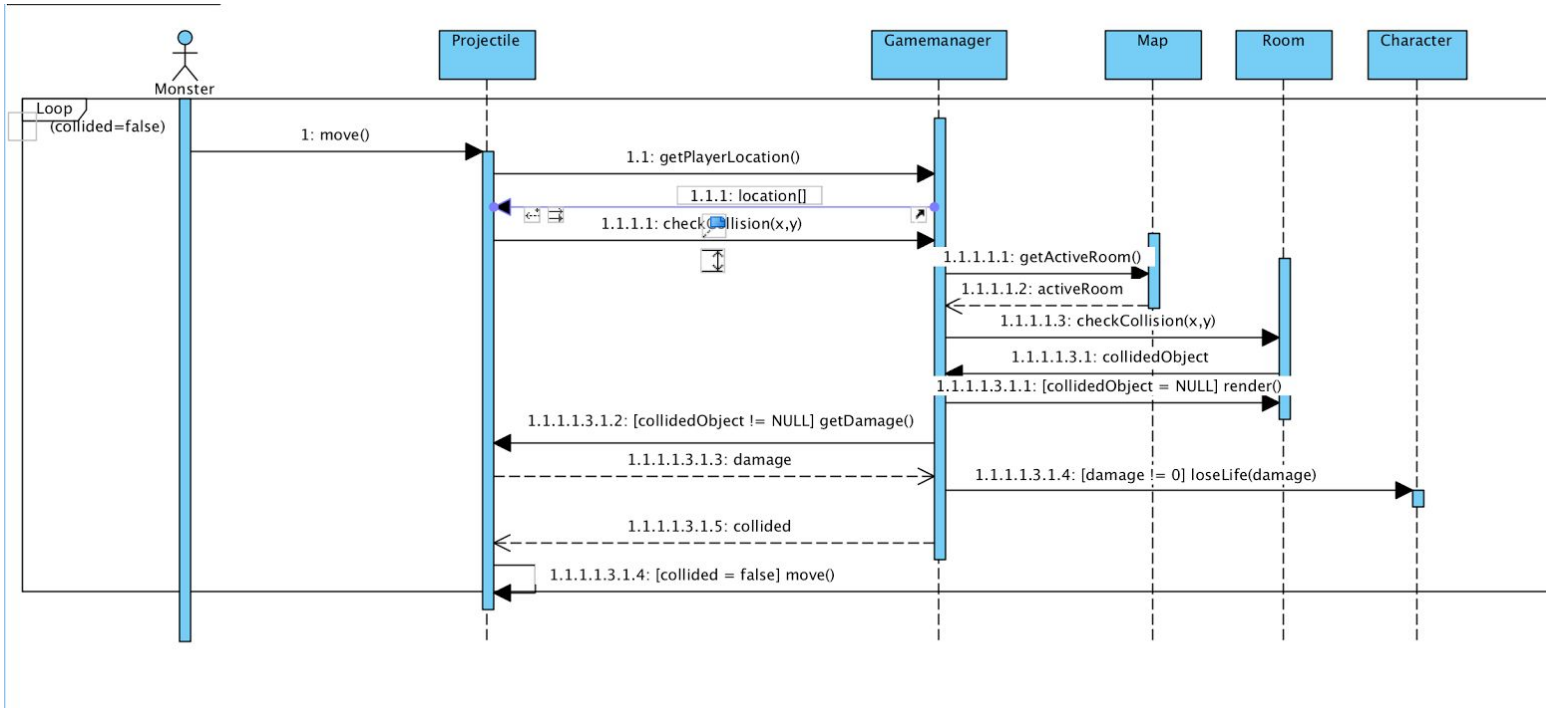 Projectile
Gamemanager
Map
Room
Character
Monster
Loop
(collided=false)
1: move()
1.1: getPlayerLocation()
1.1.1: location[]
1.1.1.1: checkCollision(x,y)
1.1.1.1.1: getActiveRoom()
1.1.1.1.2: activeRoom
1.1.1.1.3: checkCollision(x,y)
1.1.1.1.3.1: collidedObject
1.1.1.1.3.1.1: [collidedObject = NULL] render()
1.1.1.1.3.1.2: [collidedObject != NULL] getDamage()
1.1.1.1.3.1.3: damage
1.1.1.1.3.1.4: [damage != 0] loseLife(damage)
1.1.1.1.3.1.5: collided
1.1.1.1.3.1.4: [collided = false] move()